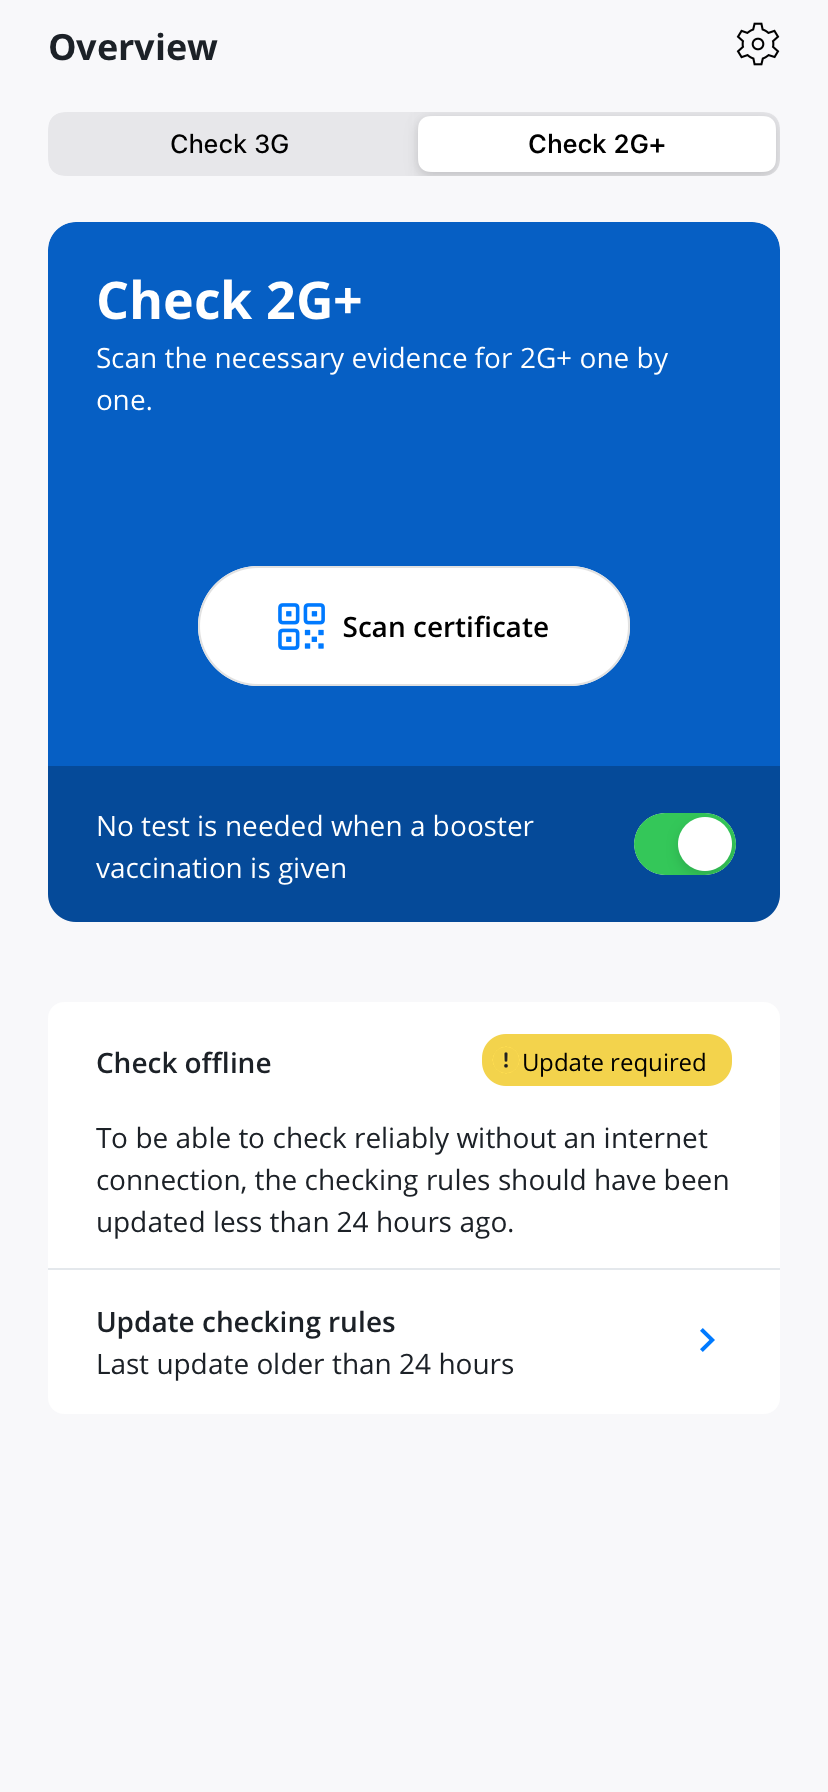 Overview
Check 3G
Check 2G+
Check 2G+
Scan the necessary evidence for 2G+ one by
one.
Scan certificate
No test is needed when a booster
vaccination is given
Check offline
! Update required
To be able to check reliably without an internet
connection, the checking rules should have been
updated less than 24 hours ago.
Update checking rules
Last update older than 24 hours